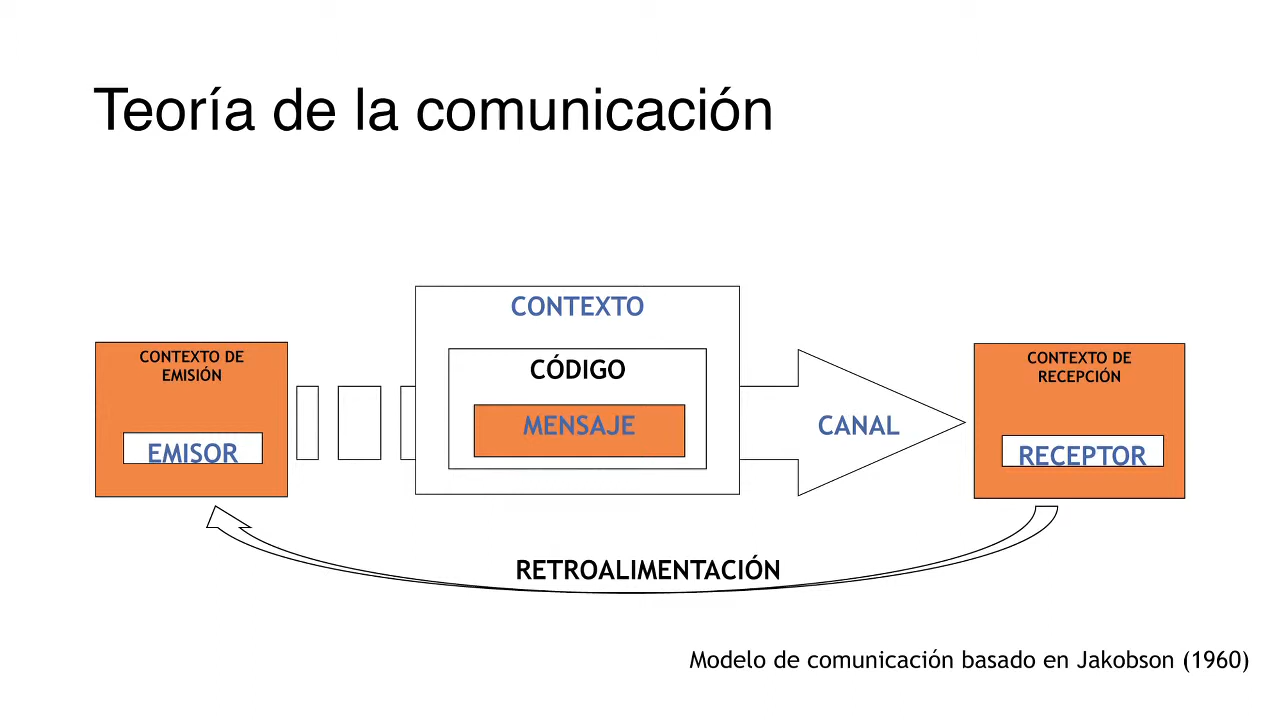 Teoría de la comunicación
CONTEXTO
CONTEXTO DE
EMISIÓN
EMISOR
CÓDIGO
MENSAJE
CANAL
CONTEXTO DE
RECEPCIÓN
RECEPTOR
RETROALIMENTACIÓN
Modelo de comunicación basado en Jakobson (1960)